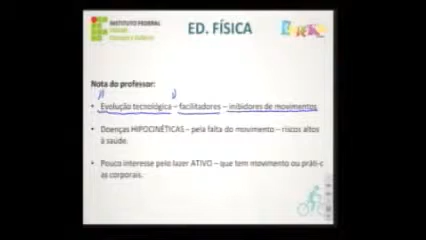 INSTITUTO FEDERAL
ED. FÍSICA
Nota do professor:
• Evolução tecnológica – facilitadores – inibidores de movimentos
• Doenças HIPOCINÉTICAS – pela falta do movimento – riscos altos
à saúde.
• Pouco interesse pelo lazer ATIVO – que tem movimento ou prátic
as corporais.